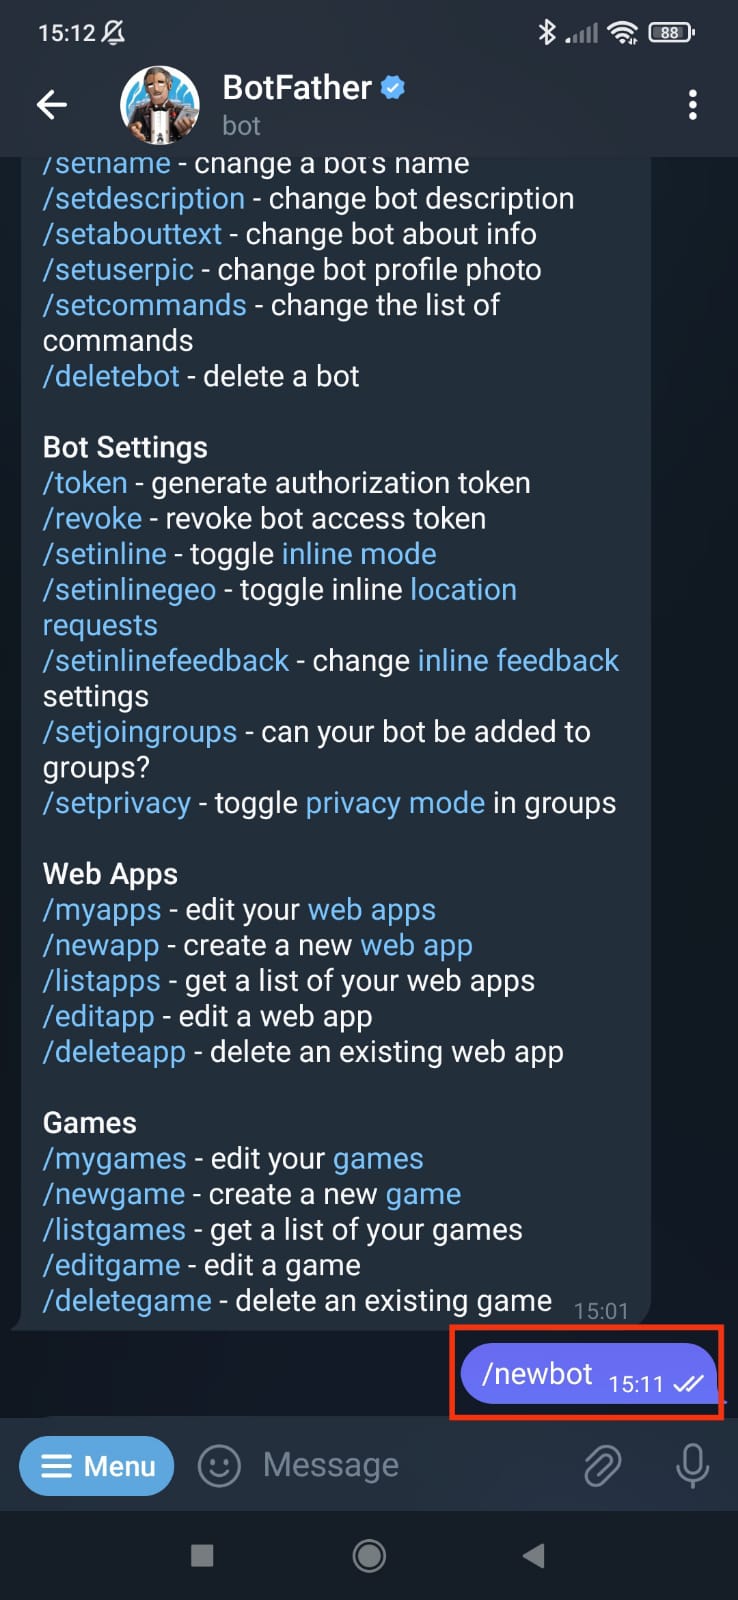 15:12
88
BotFather
bot
/setname - change a bot's name
/setdescription - change bot description
/setabouttext - change bot about info
/setuserpic - change bot profile photo
/setcommands - change the list of
commands
/deletebot - delete a bot
Bot Settings
/token - generate authorization token
/revoke - revoke bot access token
/setinline - toggle inline mode
/setinlinegeo - toggle inline location
requests
/setinlinefeedback - change inline feedback
settings
/setjoingroups - can your bot be added to
groups?
/setprivacy - toggle privacy mode in groups
Web Apps
/myapps - edit your web apps
/newapp - create a new web app
/listapps - get a list of your web apps
/editapp - edit a web app
/deleteapp - delete an existing web app
Games
/mygames - edit your games
/newgame - create a new game
/listgames - get a list of your games
/editgame - edit a game
/deletegame - delete an existing game 15:01
/newbot 15:11
Menu Message